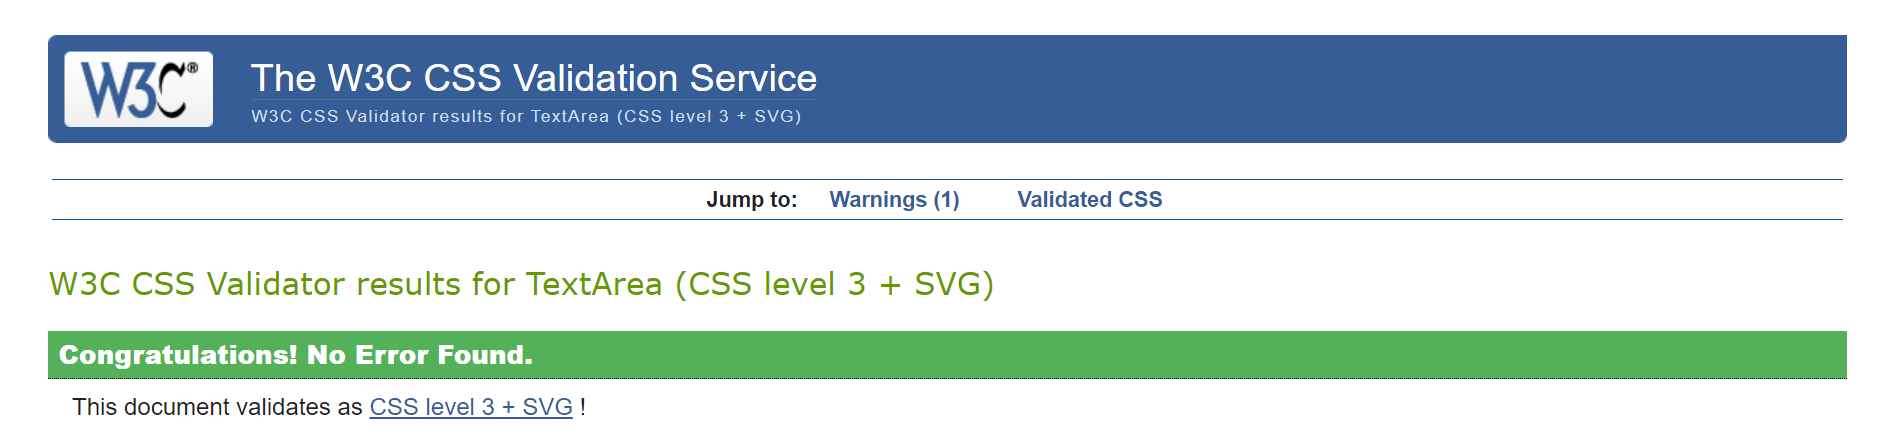 W3C®
The W3C CSS Validation Service
W3C CSS Validator results for TextArea (CSS level 3 + SVG)
Jump to: Warnings (1) Validated CSS
W3C CSS Validator results for TextArea (CSS level 3 + SVG)
Congratulations! No Error Found.
This document validates as CSS level 3 + SVG !